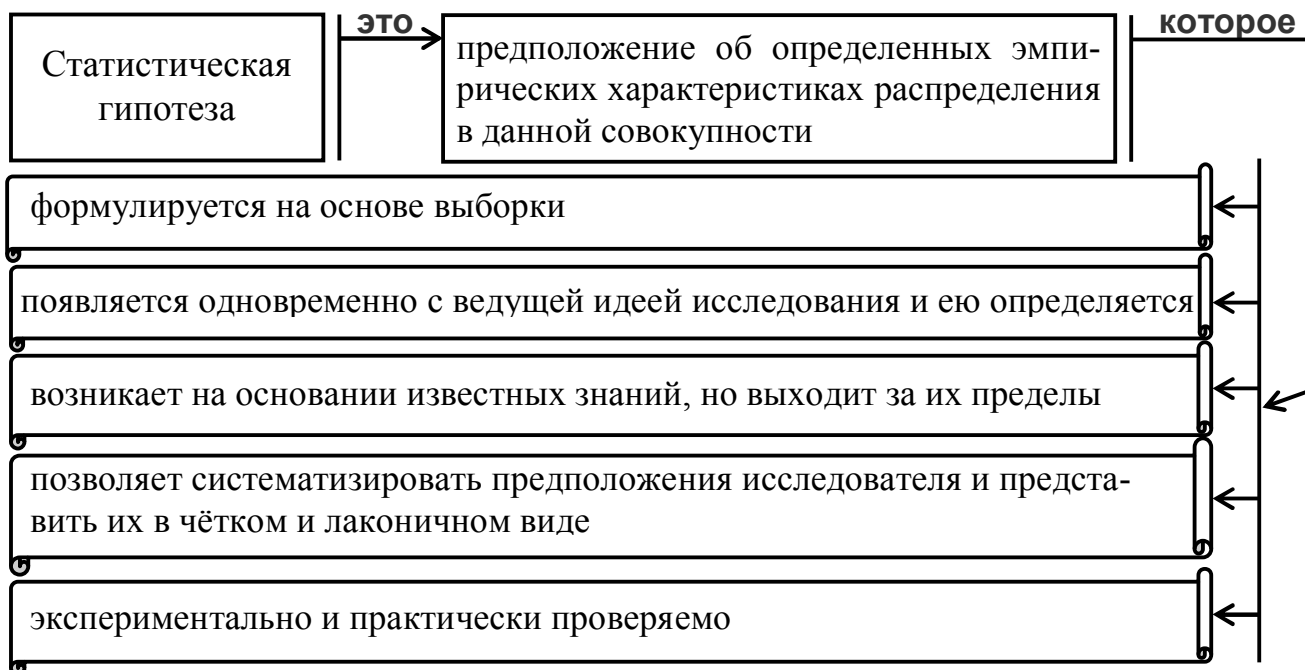 Статистическая
гипотеза
это
предположение об определенных эмпи-
рических характеристиках распределения
в данной совокупности
которое
формулируется на основе выборки
появляется одновременно с ведущей идеей исследования и ею определяется
возникает на основании известных знаний, но выходит за их пределы
позволяет систематизировать предположения исследователя и предста-
вить их в чётком и лаконичном виде
экспериментально и практически проверяемо